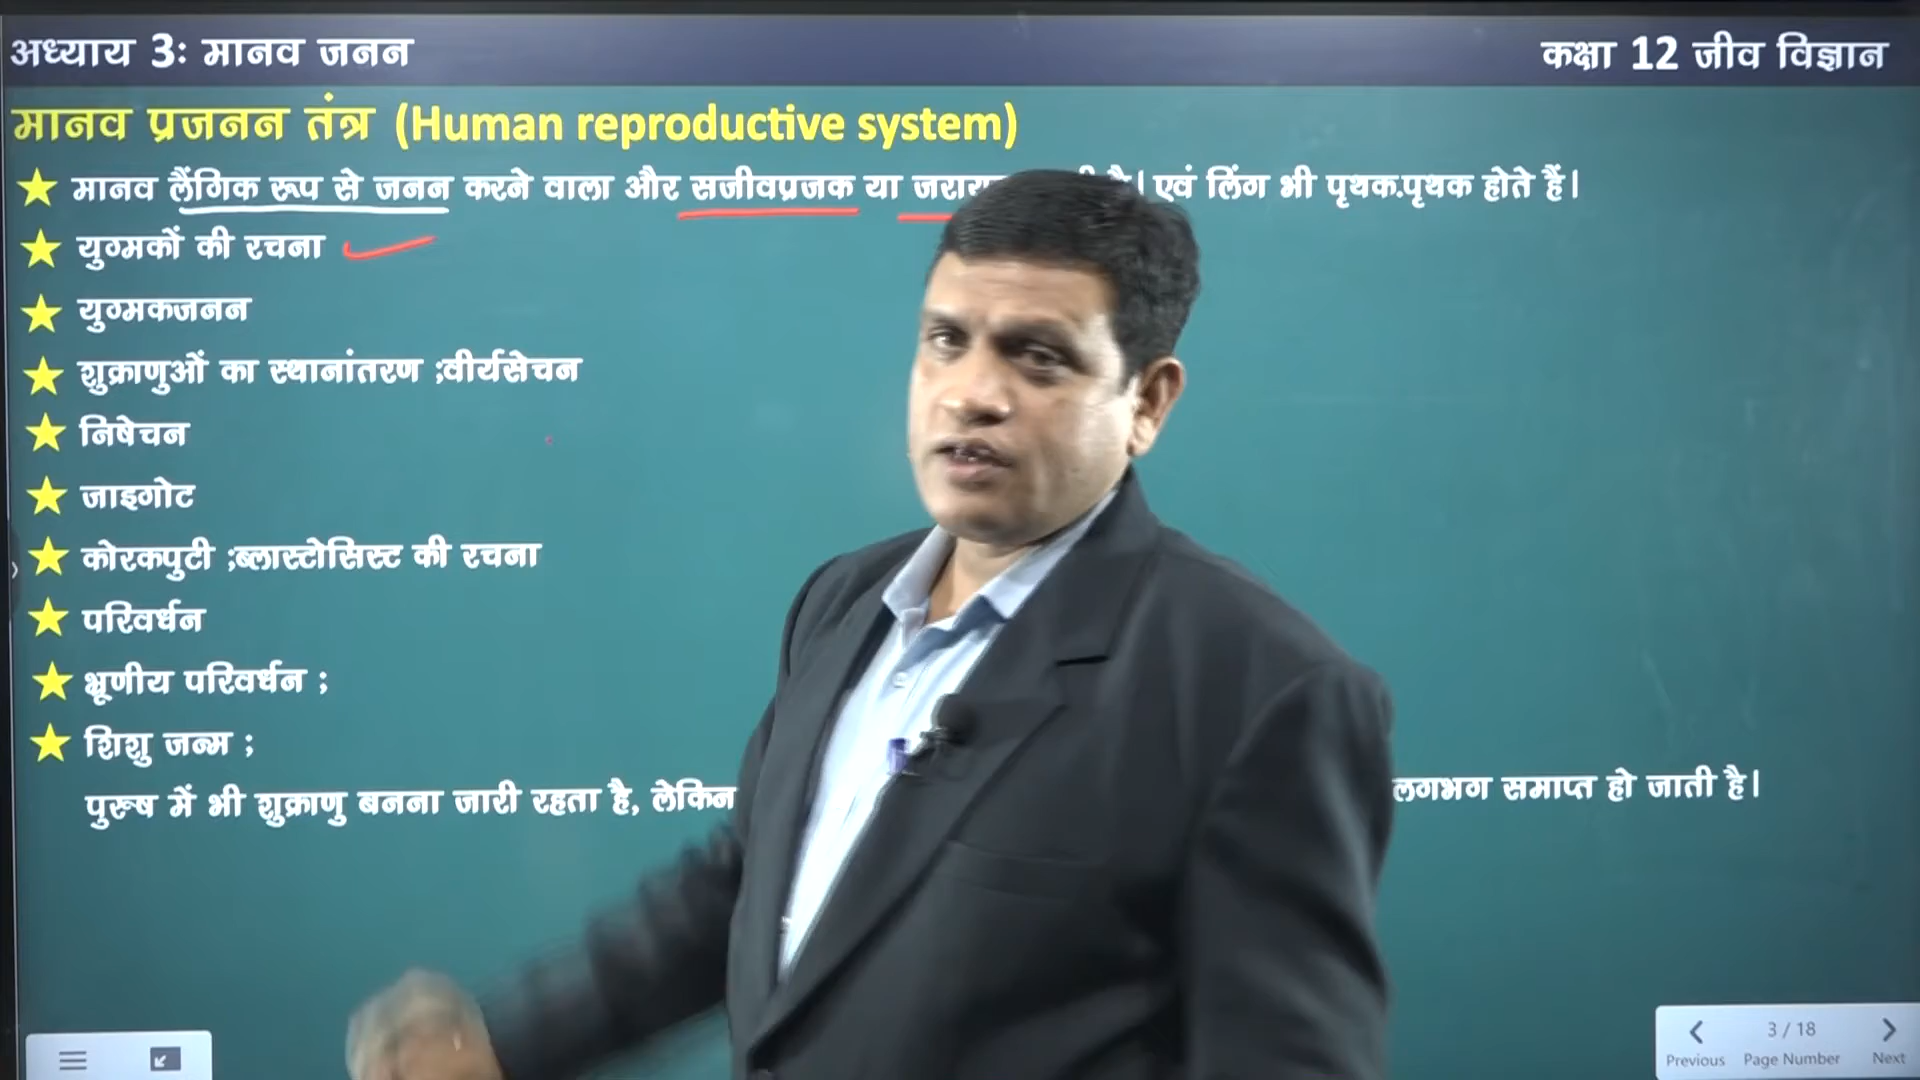 अध्याय 3: मानव जनन
कक्षा 12 जीव विज्ञान
मानव प्रजनन तंत्र (Human reproductive system)
मानव लैंगिक रूप से जनन करने वाला और सजीवप्रजक या है। एवं लिंग भी पृथक.पृथक होते हैं।
युग्मकों की रचना
युग्मकजनन
शुक्राणुओं का स्थानांतरण ;वीर्यसेचन
निषेचन
जाइगोट
कोरकपुटी ;ब्लास्टोसिस्ट की रचना
परिवर्धन
भ्रूणीय परिवर्धन ;
शिशु जन्म ;
पुरूष में भी शुक्राणु बनना जारी रहता है, लेकिन लगभग समाप्त हो जाती है।
3 / 18
Previous Page Number Next